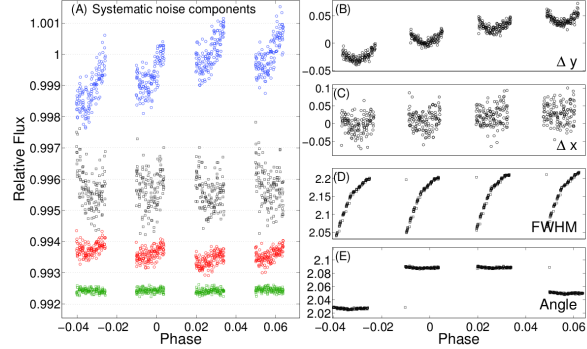 (A) Systematic noise components
1.001
1
0.999
0.998
0.997
0.996
0.995
0.994
0.993
0.992
Relative Flux
−0.04 −0.02 0 0.02 0.04 0.06
Phase
(B)
0.05
0
−0.05
Δ y
(C)
0.1
0.05
0
−0.05
Δ x
(D)
2.2
2.15
2.1
2.05
FWHM
(E)
2.1
2.08
2.06
2.04
2.02
Angle
−0.04 −0.02 0 0.02 0.04 0.06
Phase